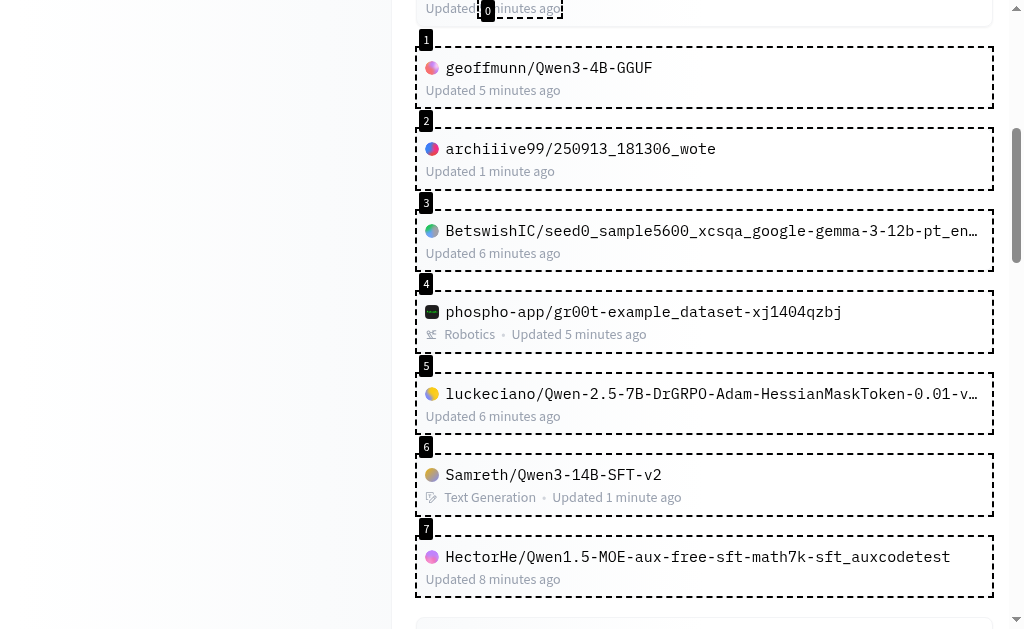 Updated minutes ago
0
1
geoffmunn/Qwen3-4B-GGUF
Updated 5 minutes ago
2
archiiive99/250913_181306_wote
Updated 1 minute ago
3
BetswishIC/seed0_sample5600_xcsqa_google-gemma-3-12b-pt_en…
Updated 6 minutes ago
4
phospho-app/gr00t-example_dataset-xj1404qzbj
Robotics • Updated 5 minutes ago
5
luckeciano/Qwen-2.5-7B-DrGRPO-Adam-HessianMaskToken-0.01-v…
Updated 6 minutes ago
6
Samreth/Qwen3-14B-SFT-v2
Text Generation • Updated 1 minute ago
7
HectorHe/Qwen1.5-MOE-aux-free-sft-math7k-sft_auxcodetest
Updated 8 minutes ago